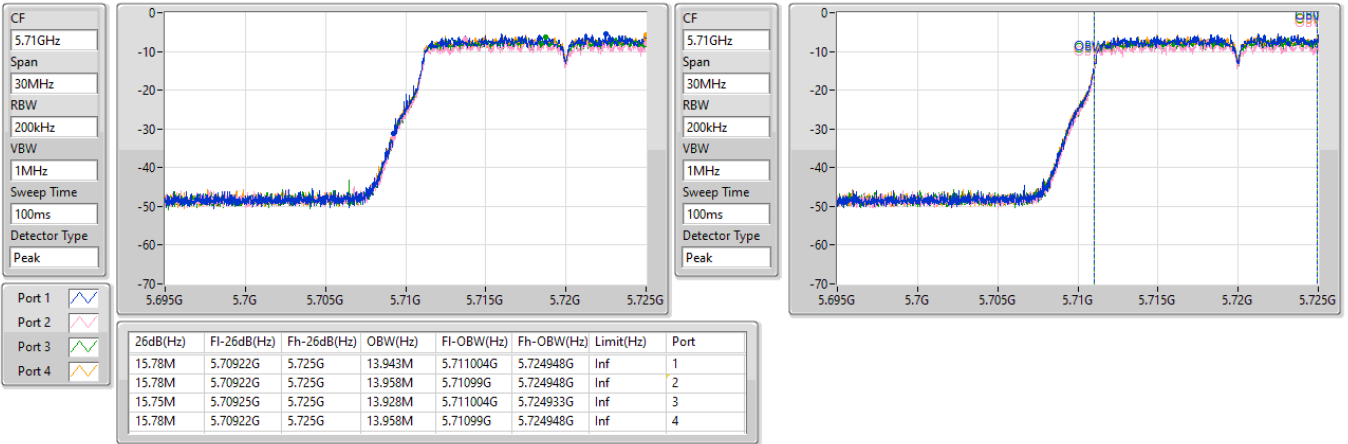 CF
5.71GHz
Span
30MHz
RBW
200kHz
VBW
1MHz
Sweep Time
100ms
Detector Type
Peak
Port 1
Port 2
Port 3
Port 4
0-
-10-
-20-
-30-
-40-
-50-
-60-
-70-
5.695G 5.7G 5.705G 5.71G 5.715G 5.72G 5.725G
CF
5.71GHz
Span
30MHz
RBW
200kHz
VBW
1MHz
Sweep Time
100ms
Detector Type
Peak
0-
-10-
-20-
-30-
-40-
-50-
-60-
-70-
OBW
OBW
5.695G 5.7G 5.705G 5.71G 5.715G 5.72G 5.725G
26dB(Hz) Fl-26dB(Hz) Fh-26dB(Hz) OBW(Hz) Fl-OBW(Hz) Fh-OBW(Hz) Limit(Hz) Port
15.78M 5.70922G 5.725G 13.943M 5.711004G 5.724948G Inf 1
15.78M 5.70922G 5.725G 13.958M 5.71099G 5.724948G Inf 2
15.75M 5.70925G 5.725G 13.928M 5.711004G 5.724933G Inf 3
15.78M 5.70922G 5.725G 13.958M 5.71099G 5.724948G Inf 4